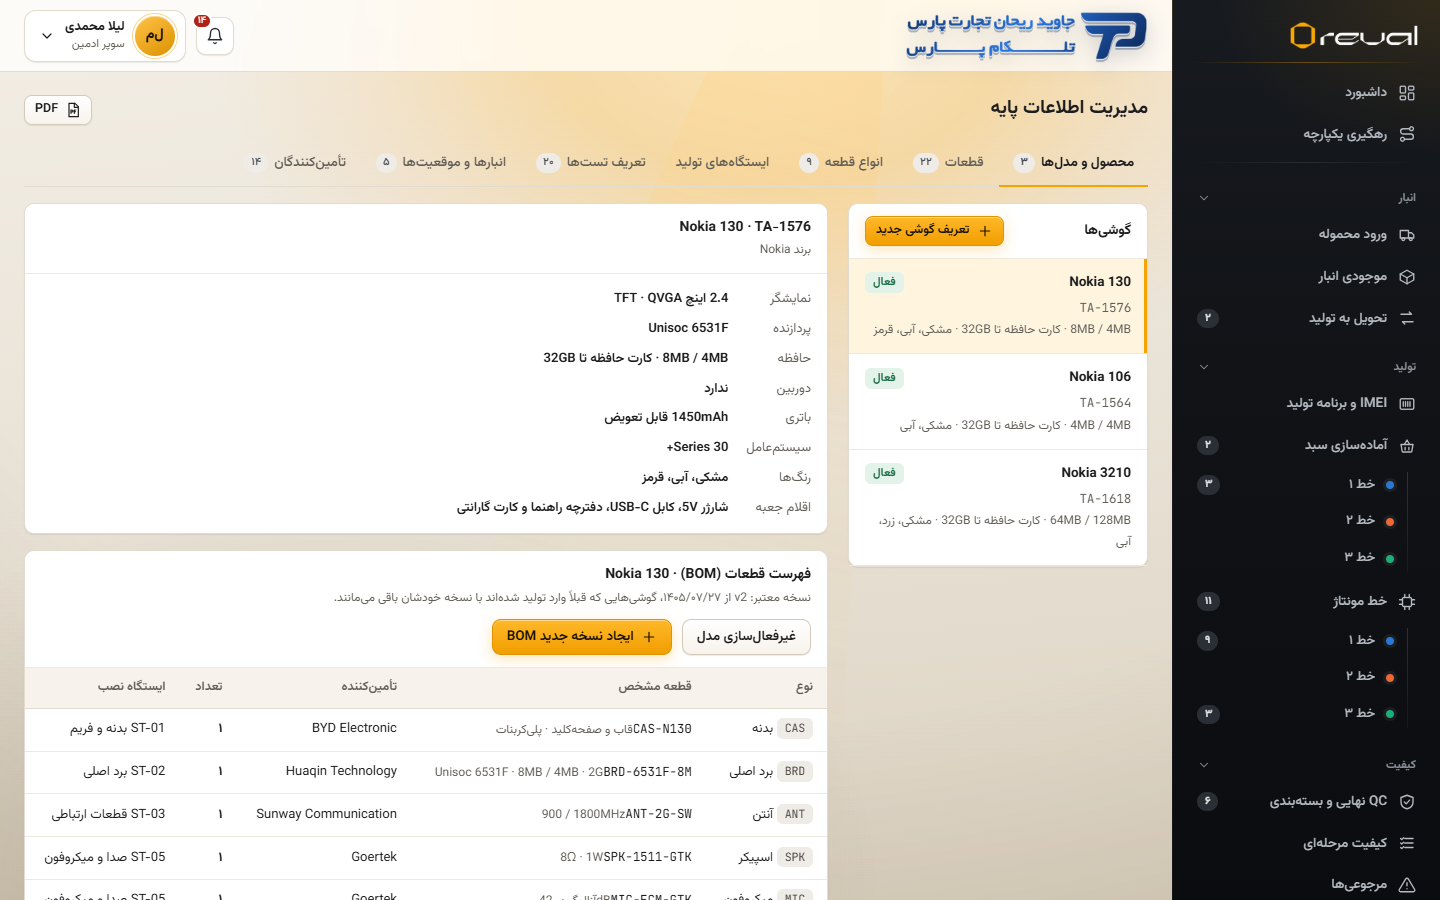 reval
داشبورد
رهگیری یکپارچه
انبار
ورود محموله
موجودی انبار
تحویل به تولید ۲
تولید
IMEI و برنامه تولید
آماده‌سازی سبد ۲
خط ۱ ۳
خط ۲
خط ۳
خط مونتاژ ۱۱
خط ۱ ۹
خط ۲
خط ۳ ۳
کیفیت
QC نهایی و بسته‌بندی ۶
کیفیت مرحله‌ای
مرجوعی‌ها
جاوید ریحان تجارت پارس
تلـــکام پــــارس
۱۴
ل‌م
لیلا محمدی
سوپر ادمین
مدیریت اطلاعات پایه
PDF
محصول و مدل‌ها ۳
قطعات ۲۲
انواع قطعه ۹
ایستگاه‌های تولید
تعریف تست‌ها ۲۰
انبارها و موقعیت‌ها ۵
تأمین‌کنندگان ۱۴
گوشی‌ها
تعریف گوشی جدید
Nokia 130 فعال
TA-1576
8MB / 4MB · کارت حافظه تا 32GB · مشکی، آبی، قرمز
Nokia 106 فعال
TA-1564
4MB / 4MB · کارت حافظه تا 32GB · مشکی، آبی
Nokia 3210 فعال
TA-1618
64MB / 128MB · کارت حافظه تا 32GB · مشکی، زرد،
آبی
Nokia 130 · TA-1576
برند Nokia
نمایشگر 2.4 اینچ TFT · QVGA
پردازنده Unisoc 6531F
حافظه 8MB / 4MB · کارت حافظه تا 32GB
دوربین ندارد
باتری 1450mAh قابل تعویض
سیستم‌عامل Series 30+
رنگ‌ها مشکی، آبی، قرمز
اقلام جعبه شارژر 5V، کابل USB-C، دفترچه راهنما و کارت گارانتی
فهرست قطعات (BOM) · Nokia 130
نسخه معتبر: v2 از ۱۴۰۵/۰۷/۲۷، گوشی‌هایی که قبلاً وارد تولید شده‌اند با نسخه خودشان باقی می‌مانند.
غیرفعال‌سازی مدل
ایجاد نسخه جدید BOM
نوع قطعه مشخص تأمین‌کننده تعداد ایستگاه نصب
CAS بدنه CAS-N130 قاب و صفحه‌کلید · پلی‌کربنات BYD Electronic ۱ ST-01 بدنه و فریم
BRD برد اصلی BRD-6531F-8M Unisoc 6531F · 8MB / 4MB · 2G Huaqin Technology ۱ ST-02 برد اصلی
ANT آنتن ANT-2G-SW 900 / 1800MHz Sunway Communication ۱ ST-03 قطعات ارتباطی
SPK اسپیکر SPK-1511-GTK 8Ω · 1W Goertek ۱ ST-05 صدا و میکروفون
MIC میکروفون MIC-ECM-GTK Goertek ۱ ST-05 صدا و میکروفون